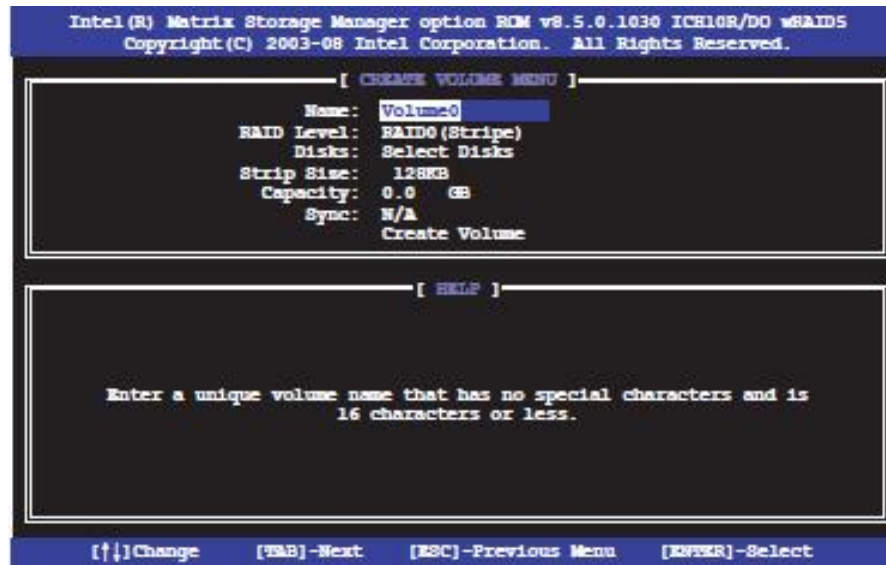 Intel(R) Matrix Storage Manager option ROM v8.5.0.1030 ICH10R/DO wRAID5
Copyright(C) 2003-08 Intel Corporation. All Rights Reserved.
[ CREATE VOLUME MENU ]
Name: Volume0
RAID Level: RAID0(Stripe)
Disks: Select Disks
Strip Size: 128KB
Capacity: 0.0 GB
Sync: N/A
Create Volume
[ HELP ]
Enter a unique volume name that has no special characters and is
16 characters or less.
[↑↓]Change [TAB]-Next [ESC]-Previous Menu [ENTER]-Select